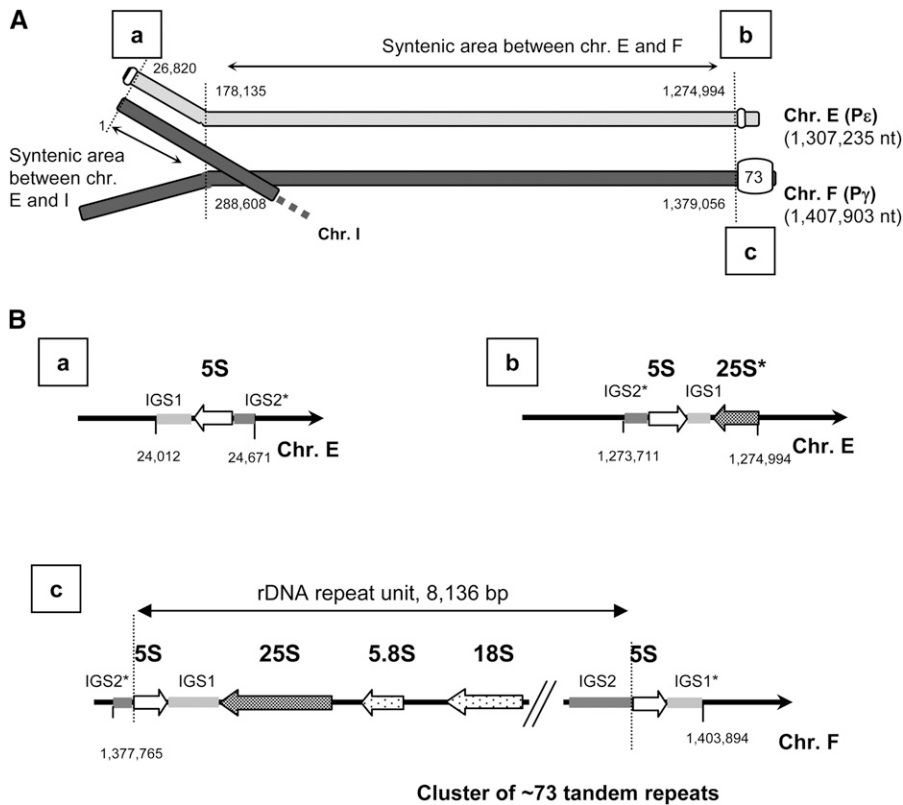 A
a
Syntenic area between chr. E and F
b
26,820
178,135
1,274,994
Chr. E (Pε)
(1,307,235 nt)
1
Syntenic area
between chr.
E and I
73
Chr. F (Pγ)
(1,407,903 nt)
288,608
1,379,056
Chr. I
c
B
a
5S
IGS1
IGS2*
24,012
24,671
Chr. E
b
5S
25S*
IGS2*
IGS1
1,273,711
1,274,994
Chr. E
c
rDNA repeat unit, 8,136 bp
5S
25S
5.8S
18S
5S
IGS2*
IGS1
IGS2
IGS1*
1,377,765
1,403,894
Chr. F
Cluster of ~73 tandem repeats